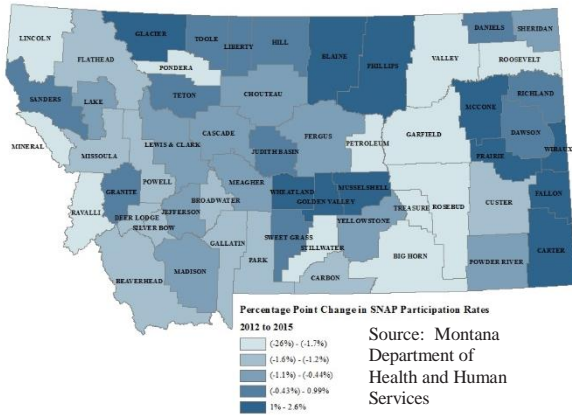 LINCOLN
GLACIER
TOOLE
LIBERTY
HILL
BLAINE
PHILLIPS
VALLEY
DANIELS
SHERIDAN
FLATHEAD
PONDERA
ROOSEVELT
SANDERS
LAKE
TETON
CHOUTEAU
MCCONE
RICHLAND
MINERAL
MISSOULA
LEWIS & CLARK
CASCADE
JUDITH BASIN
FERGUS
PETROLEUM
GARFIELD
DAWSON
PRAIRIE
WIBAUX
POWELL
GRANITE
RAVALLI
DEER LODGE
SILVER BOW
JEFFERSON
BROADWATER
MEAGHER
WHEATLAND
GOLDEN VALLEY
MUSSELSHELL
TREASURE
ROSEBUD
CUSTER
FALLON
YELLOWSTONE
GALLATIN
PARK
SWEET GRASS
STILLWATER
CARBON
BIG HORN
POWDER RIVER
CARTER
BEAVERHEAD
MADISON
Percentage Point Change in SNAP Participation Rates
2012 to 2015
(-26%) - (-1.7%)
(-1.6%) - (-1.2%)
(-1.1%) - (-0.44%)
(-0.43%) - 0.99%
1% - 2.6%
Source: Montana
Department of
Health and Human
Services